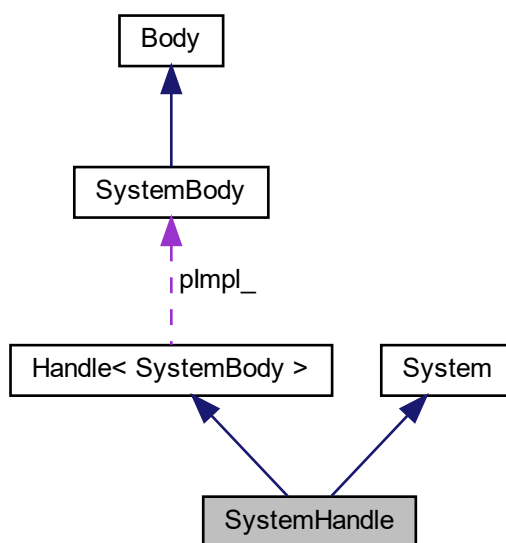 Body
SystemBody
pImpl_
Handle< SystemBody >
System
SystemHandle